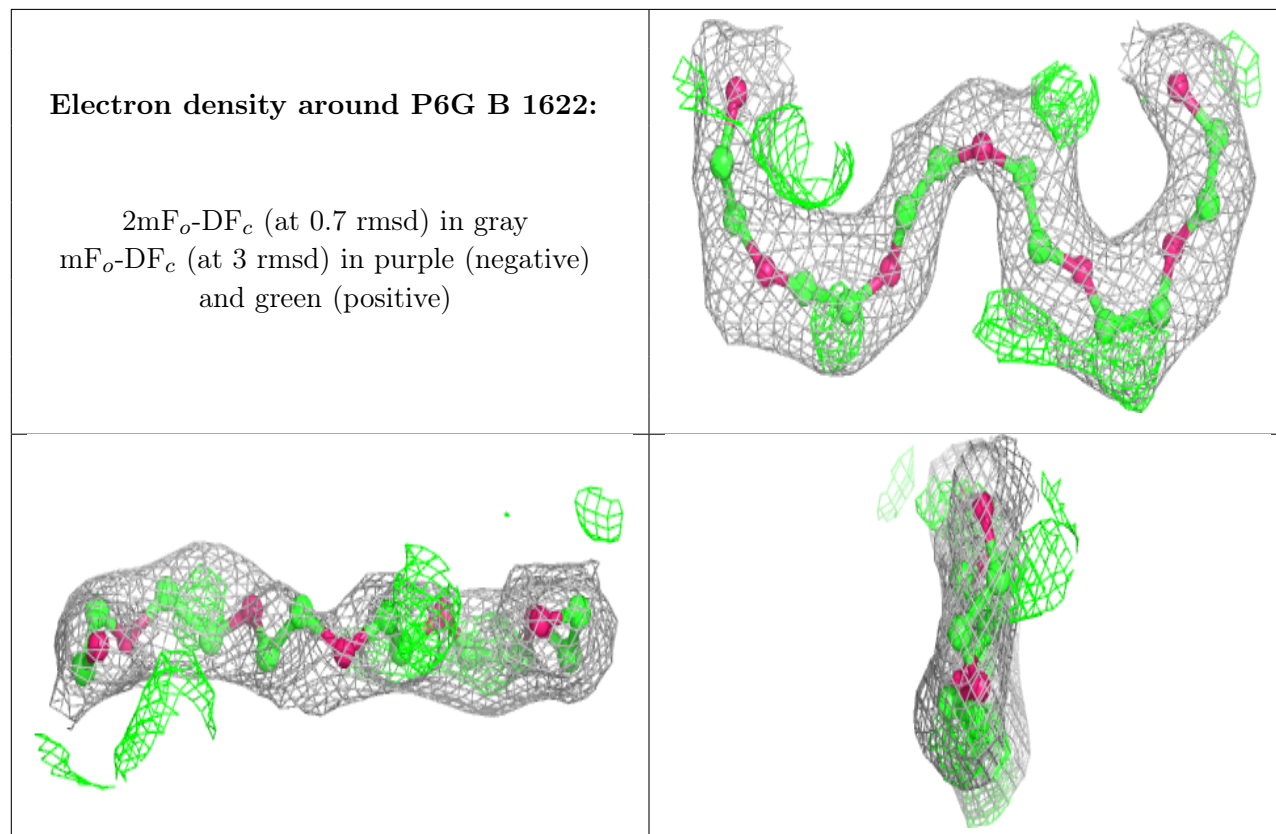 Electron density around P6G B 1622:
2mFₒ-DF𝒸 (at 0.7 rmsd) in gray
mFₒ-DF𝒸 (at 3 rmsd) in purple (negative)
and green (positive)